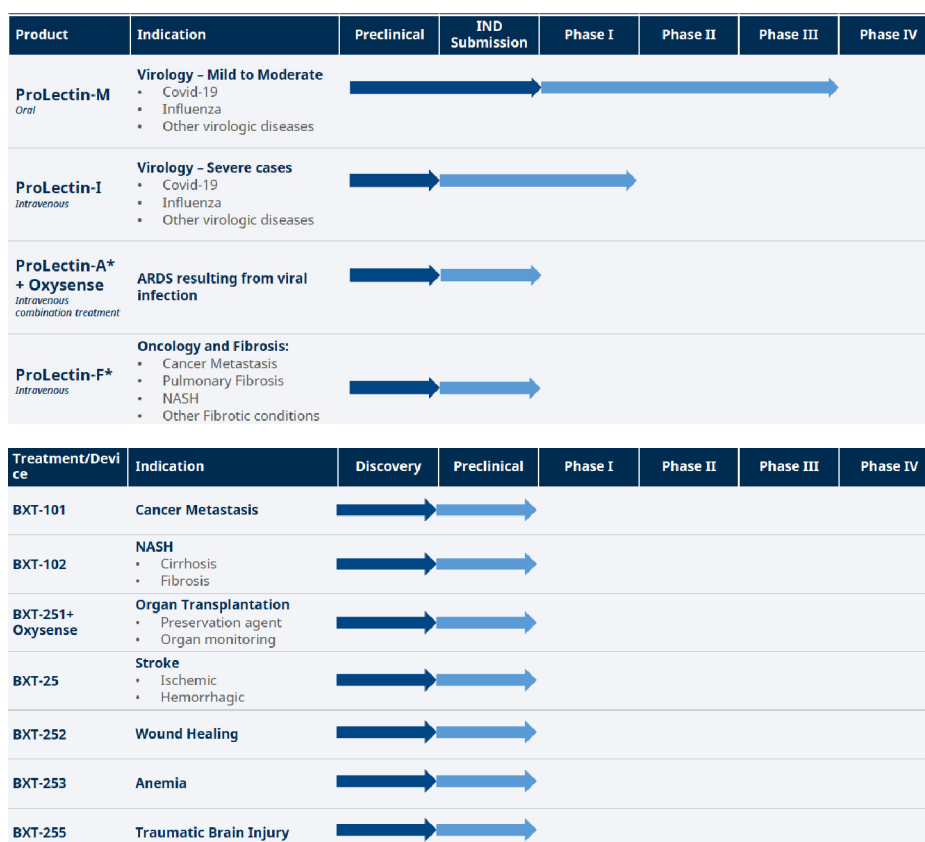 Product Indication Preclinical IND Submission Phase I Phase II Phase III Phase IV
ProLectin-M
Oral
Virology – Mild to Moderate
• Covid-19
• Influenza
• Other virologic diseases
ProLectin-I
Intravenous
Virology – Severe cases
• Covid-19
• Influenza
• Other virologic diseases
ProLectin-A*
+ Oxysense
Intravenous
combination treatment
ARDS resulting from viral
infection
ProLectin-F*
Intravenous
Oncology and Fibrosis:
• Cancer Metastasis
• Pulmonary Fibrosis
• NASH
• Other Fibrotic conditions
Treatment/Devi
ce
Indication Discovery Preclinical Phase I Phase II Phase III Phase IV
BXT-101 Cancer Metastasis
BXT-102
NASH
• Cirrhosis
• Fibrosis
BXT-251+
Oxysense
Organ Transplantation
• Preservation agent
• Organ monitoring
BXT-25
Stroke
• Ischemic
• Hemorrhagic
BXT-252 Wound Healing
BXT-253 Anemia
BXT-255 Traumatic Brain Injury